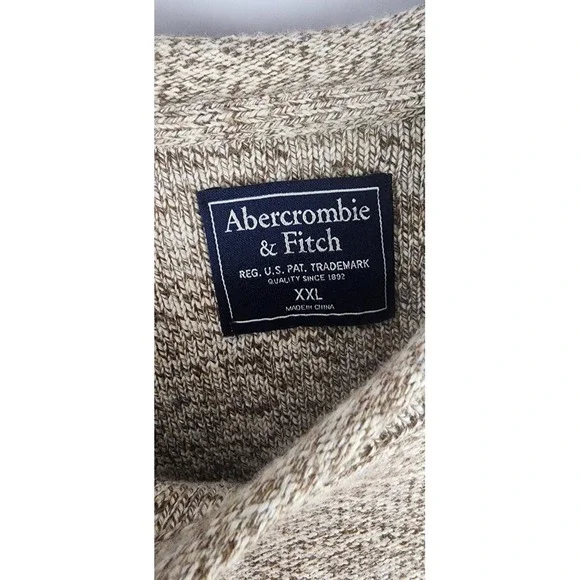 Abercrombie
& Fitch
REG. U.S. PAT. TRADEMARK
QUALITY SINCE 1892
XXL
MADE IN CHINA